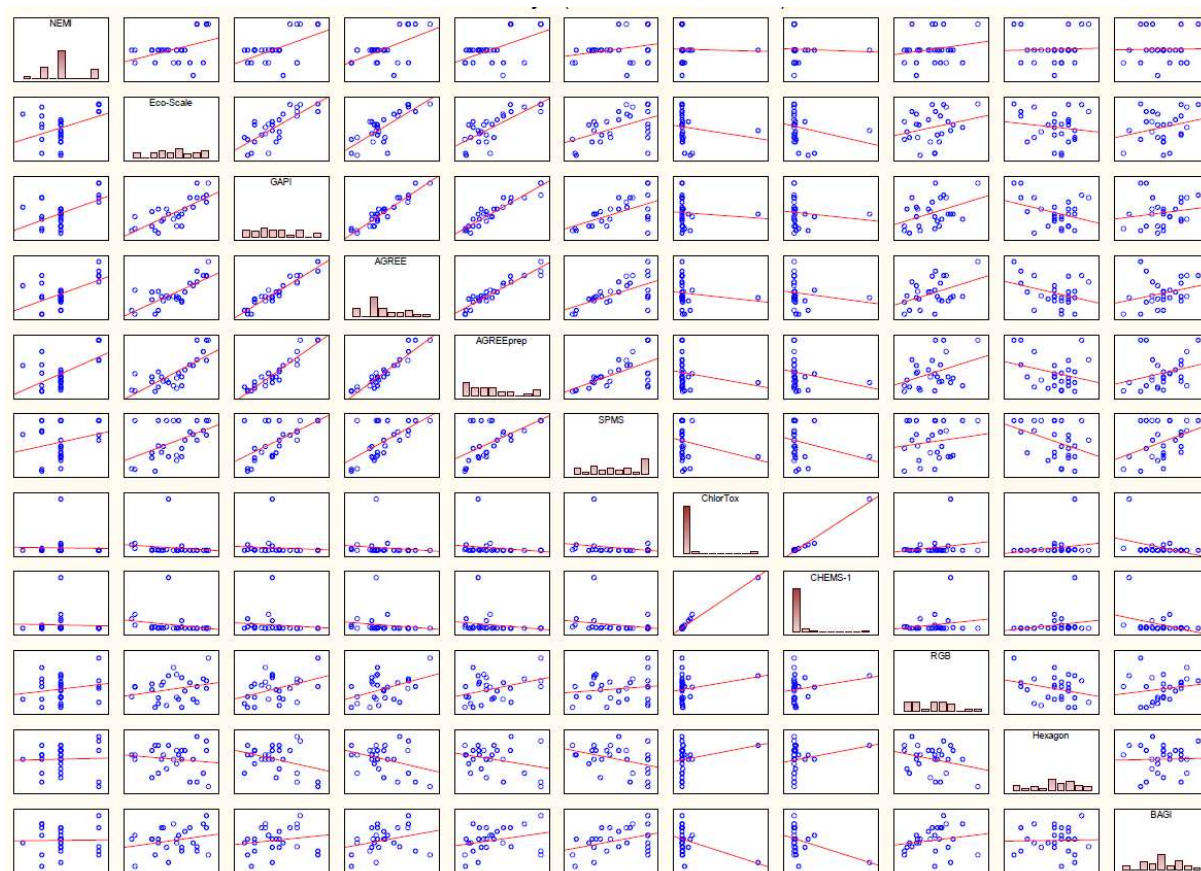 NEMI
Eco-Scale
GAPI
AGREE
AGREEprep
SPMS
ChlorTox
CHEMS-1
RGB
Hexagon
BAGI